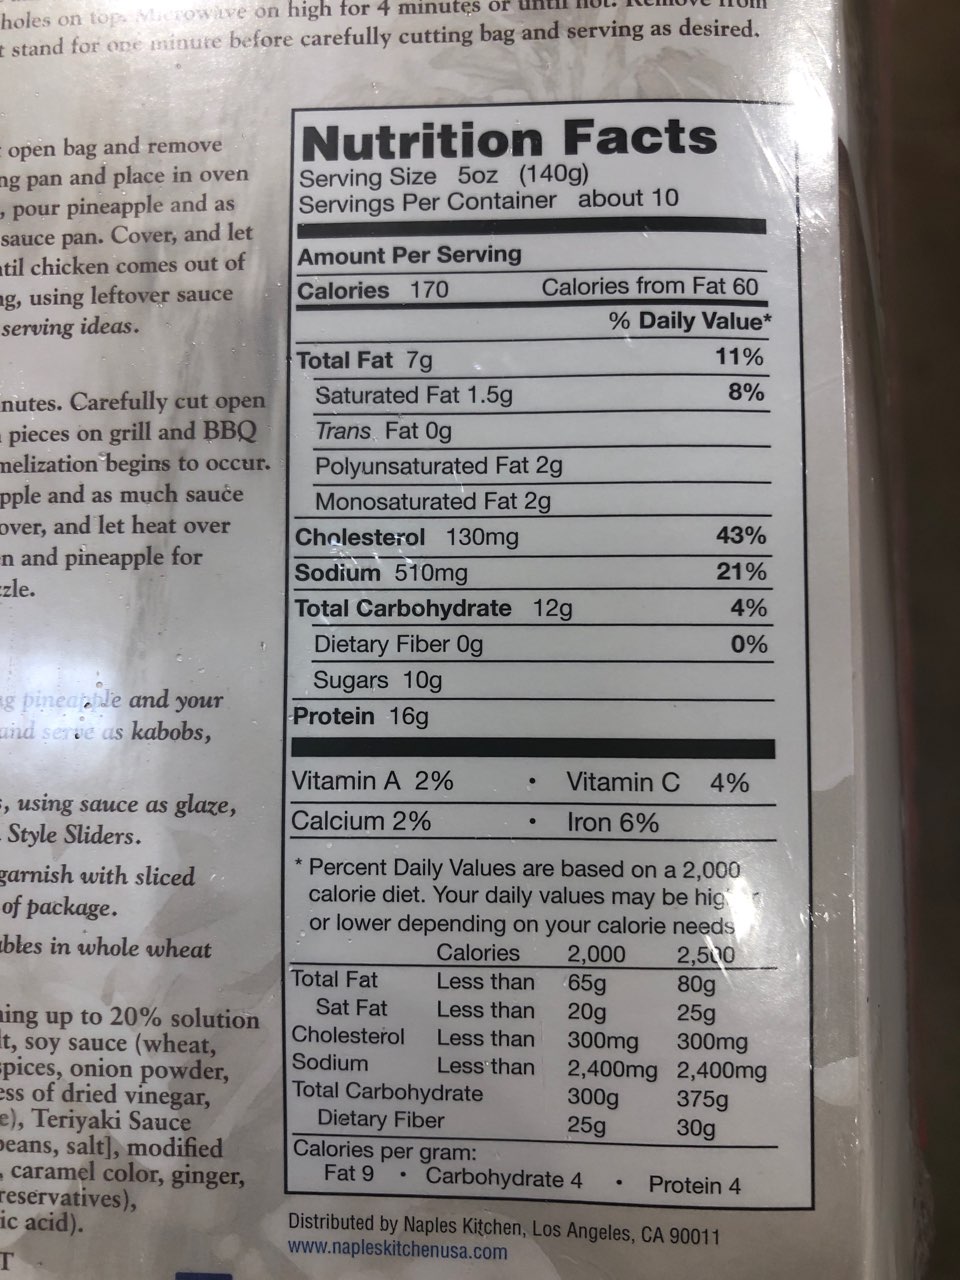 holes on top. Microwave on high for 4 minutes or until hot. Remove from
t stand for one minute before carefully cutting bag and serving as desired.
open bag and remove
ng pan and place in oven
, pour pineapple and as
sauce pan. Cover, and let
ntil chicken comes out of
ng, using leftover sauce
serving ideas.
nutes. Carefully cut open
pieces on grill and BBQ
melization begins to occur.
pple and as much sauce
over, and let heat over
n and pineapple for
zle.
ng pineapple and your
and serve as kabobs,
s, using sauce as glaze,
Style Sliders.
garnish with sliced
of package.
ables in whole wheat
ning up to 20% solution
lt, soy sauce (wheat,
spices, onion powder,
ess of dried vinegar,
e), Teriyaki Sauce
beans, salt], modified
, caramel color, ginger,
reservatives),
ic acid).
T
Nutrition Facts
Serving Size 5oz (140g)
Servings Per Container about 10
Amount Per Serving
Calories 170 Calories from Fat 60
% Daily Value*
Total Fat 7g 11%
Saturated Fat 1.5g 8%
Trans Fat 0g
Polyunsaturated Fat 2g
Monosaturated Fat 2g
Cholesterol 130mg 43%
Sodium 510mg 21%
Total Carbohydrate 12g 4%
Dietary Fiber 0g 0%
Sugars 10g
Protein 16g
Vitamin A 2% • Vitamin C 4%
Calcium 2% • Iron 6%
* Percent Daily Values are based on a 2,000
calorie diet. Your daily values may be hig r
or lower depending on your calorie needs
Calories 2,000 2,500
Total Fat Less than 65g 80g
Sat Fat Less than 20g 25g
Cholesterol Less than 300mg 300mg
Sodium Less than 2,400mg 2,400mg
Total Carbohydrate 300g 375g
Dietary Fiber 25g 30g
Calories per gram:
Fat 9 • Carbohydrate 4 • Protein 4
Distributed by Naples Kitchen, Los Angeles, CA 90011
www.napleskitchenusa.com